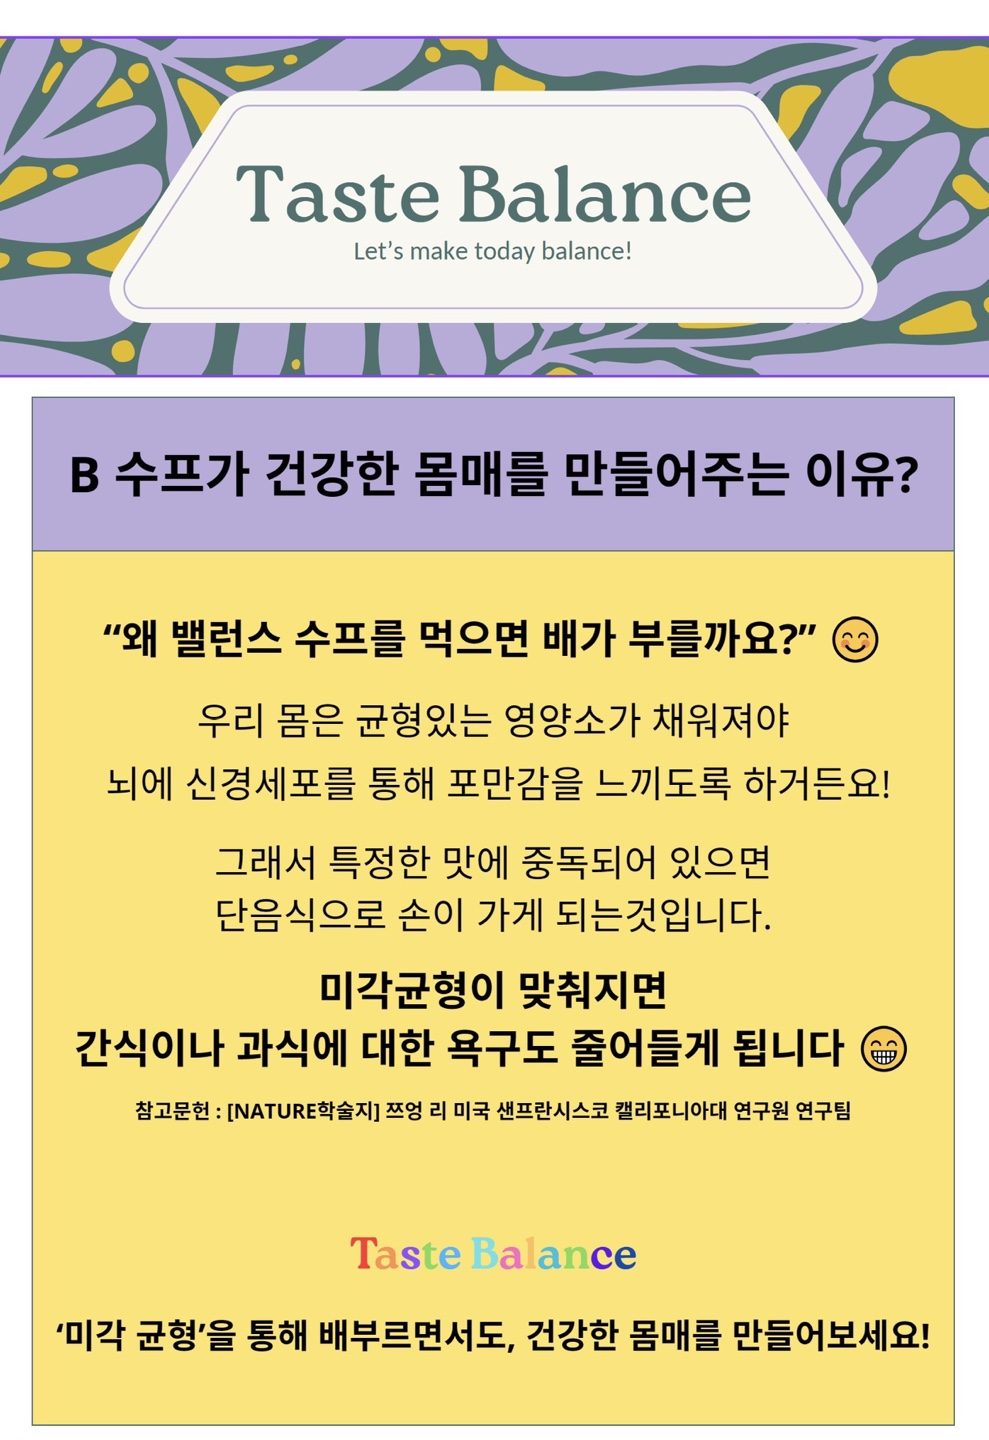 Taste Balance
Let’s make today balance!
B 수프가 건강한 몸매를 만들어주는 이유?
“왜 밸런스 수프를 먹으면 배가 부를까요?” 😊
우리 몸은 균형있는 영양소가 채워져야
뇌에 신경세포를 통해 포만감을 느끼도록 하거든요!
그래서 특정한 맛에 중독되어 있으면
단음식으로 손이 가게 되는것입니다.
미각균형이 맞춰지면
간식이나 과식에 대한 욕구도 줄어들게 됩니다 😁
참고문헌 : [NATURE학술지] 쯔엉 리 미국 샌프란시스코 캘리포니아대 연구원 연구팀
Taste Balance
‘미각 균형’을 통해 배부르면서도, 건강한 몸매를 만들어보세요!